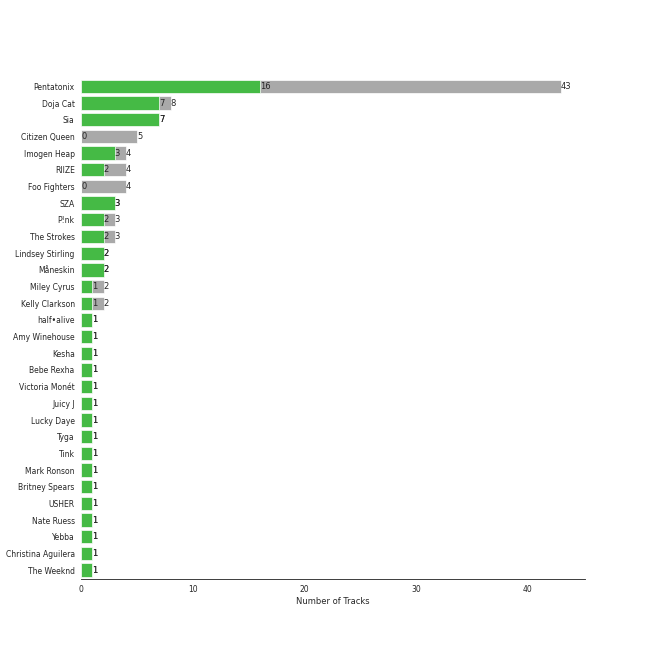 Pentatonix 16 43
Doja Cat 7 8
Sia 7
Citizen Queen 0 5
Imogen Heap 3 4
RIIZE 2 4
Foo Fighters 0 4
SZA 3
P!nk 2 3
The Strokes 2 3
Lindsey Stirling 2
Måneskin 2
Miley Cyrus 1 2
Kelly Clarkson 1 2
half•alive 1
Amy Winehouse 1
Kesha 1
Bebe Rexha 1
Victoria Monét 1
Juicy J 1
Lucky Daye 1
Tyga 1
Tink 1
Mark Ronson 1
Britney Spears 1
USHER 1
Nate Ruess 1
Yebba 1
Christina Aguilera 1
The Weeknd 1
0 10 20 30 40
Number of Tracks